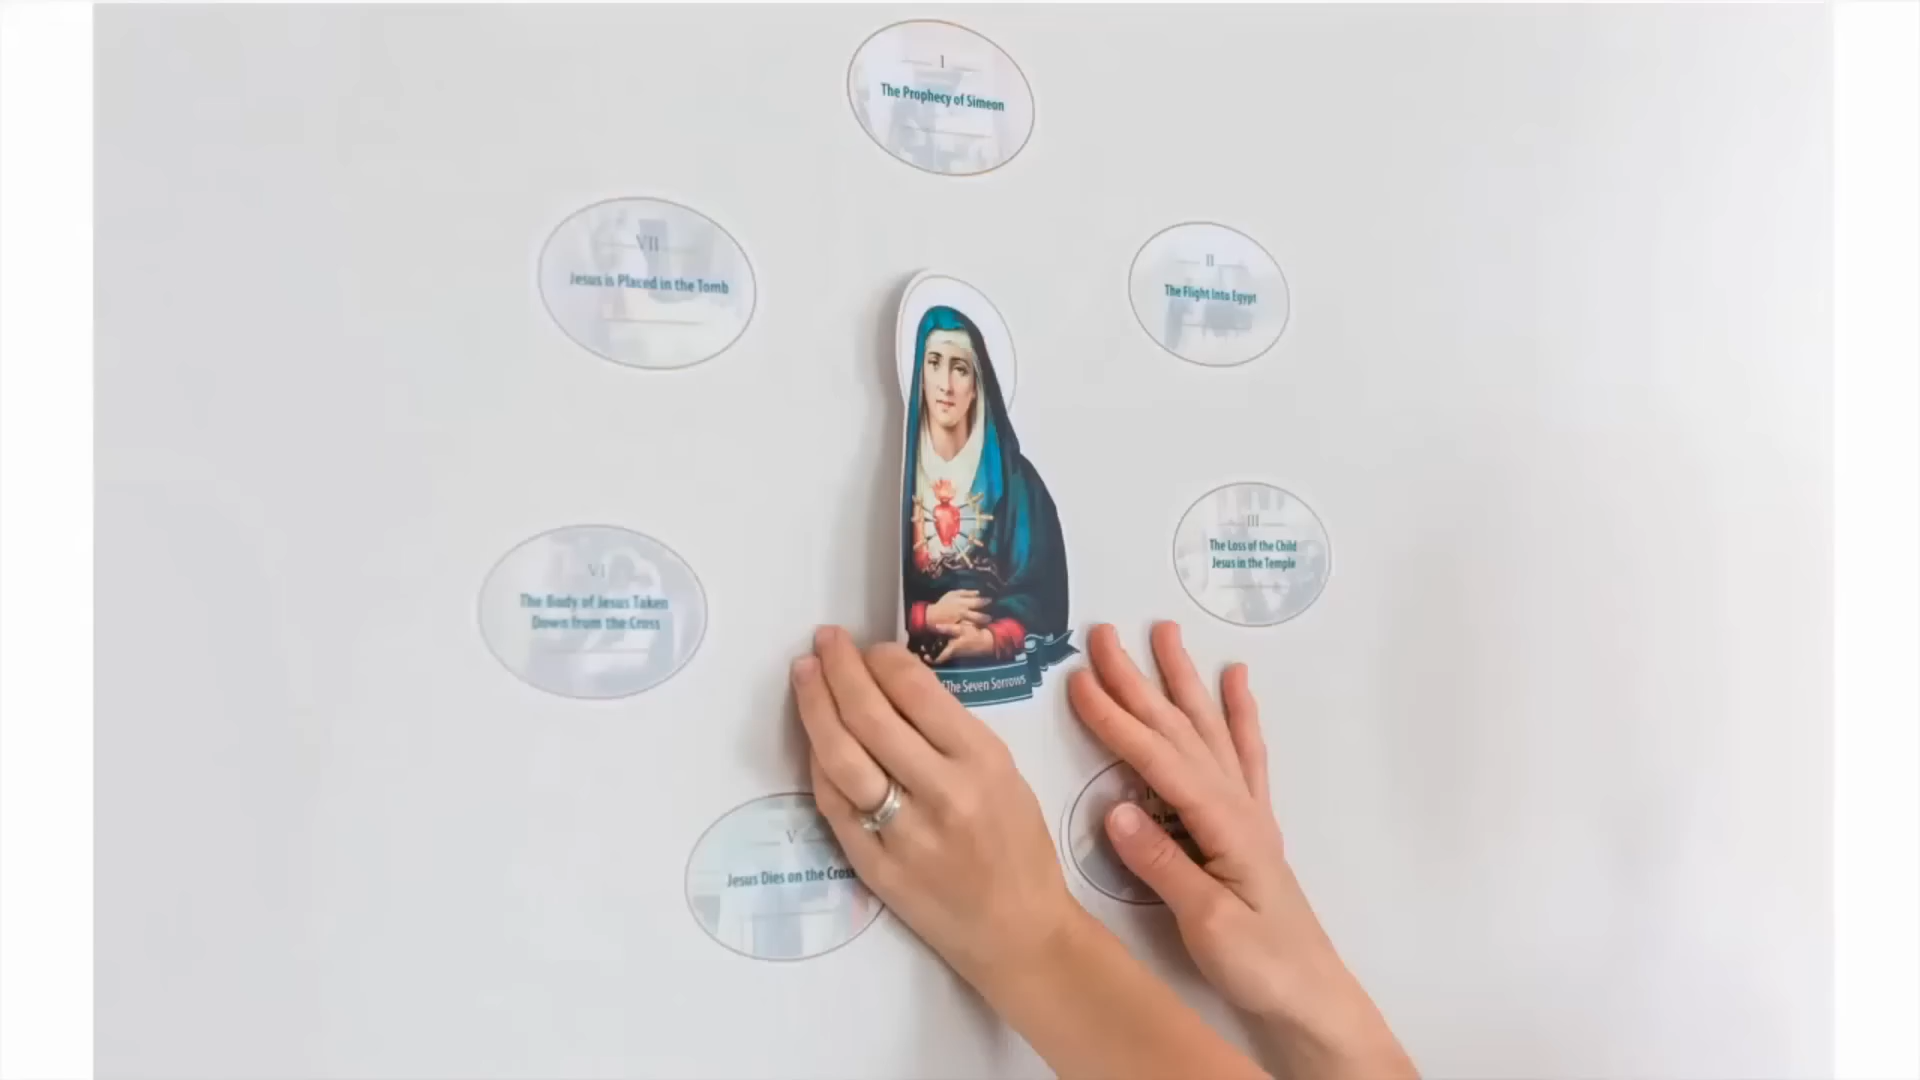 I
The Prophecy of Simeon
VII
Jesus is Placed in the Tomb
II
The Flight Into Egypt
III
The Loss of the Child
Jesus in the Temple
VI
The Body of Jesus Taken
Down from the Cross
The Seven Sorrows
V
Jesus Dies on the Cross